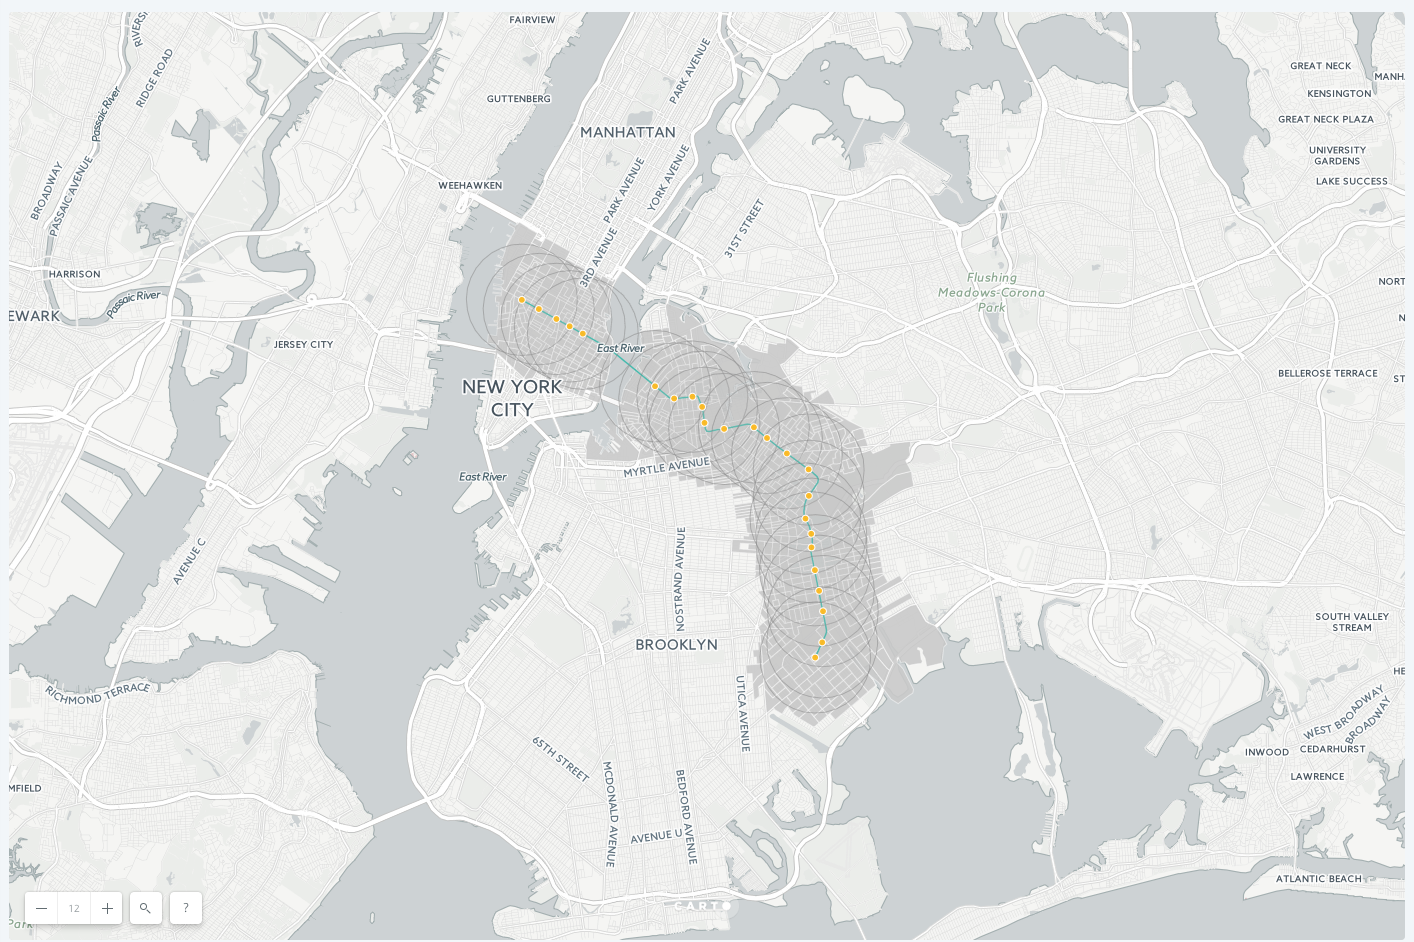 FAIRVIEW
RIDGE ROAD
PARK AVENUE
GREAT NECK
MANH
Passaic River
GUTTENBERG
KENSINGTON
GREAT NECK PLAZA
MANHATTAN
UNIVERSITY
GARDENS
BROADWAY
PASSAIC AVENUE
WEEHAWKEN
PARK AVENUE
YORK AVENUE
LAKE SUCCESS
31ST STREET
3RD AVENUE
HARRISON
Flushing
Meadows-Corona
Park
NORT
Passaic River
EWARK
JERSEY CITY
East River
BELLEROSE TERRACE
ST
NEW YORK
CITY
MYRTLE AVENUE
East River
AVENUE C
NOSTRAND AVENUE
SOUTH VALLEY
STREAM
BROOKLYN
HE
RICHMOND TERRACE
UTICA AVENUE
WEST BROADWAY
BROADWAY
65TH STREET
INWOOD
CEDARHURST
LAWRENCE
MFIELD
MCDONALD AVENUE
BEDFORD AVENUE
AVENUE U
ATLANTIC BEACH
12
?
CARTO
Park